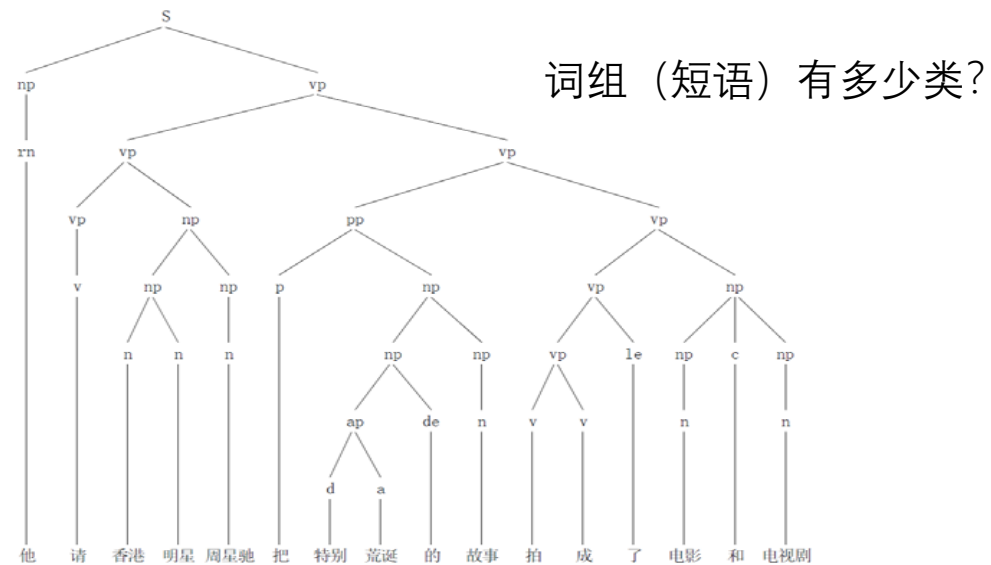 S
词组（短语）有多少类？
np vp
rn vp vp
vp np pp vp
v np np p np vp np
n n n np np vp le np c np
ap de n v v n n
d a
他 请 香港 明星 周星驰 把 特别 荒诞 的 故事 拍 成 了 电影 和 电视剧